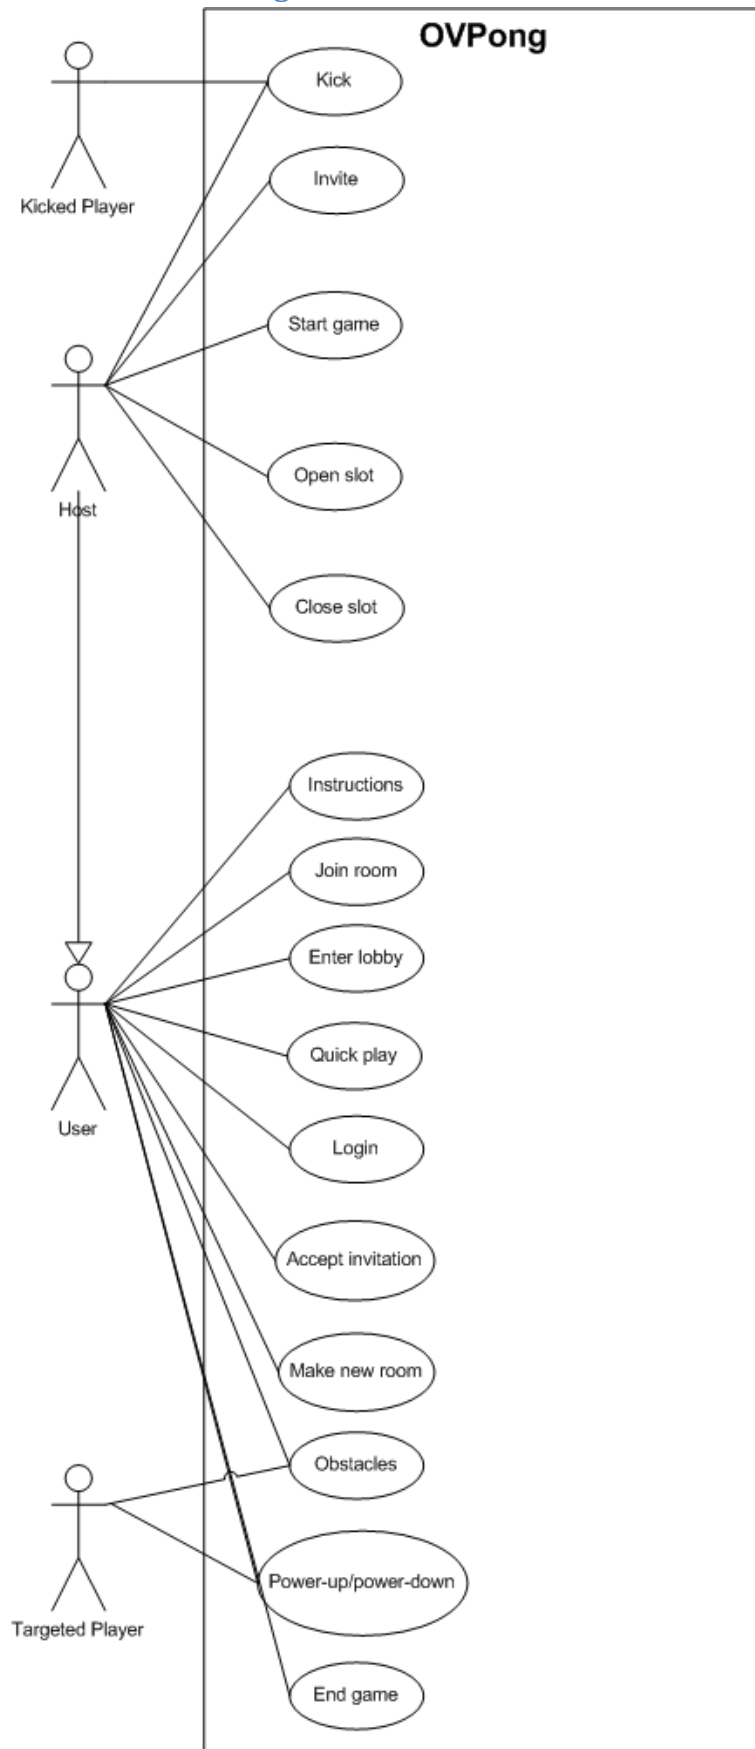 OVPong
Kick
Kicked Player
Invite
Start game
Host
Open slot
Close slot
Instructions
Join room
Enter lobby
Quick play
User
Login
Accept invitation
Make new room
Obstacles
Targeted Player
Power-up/power-down
End game